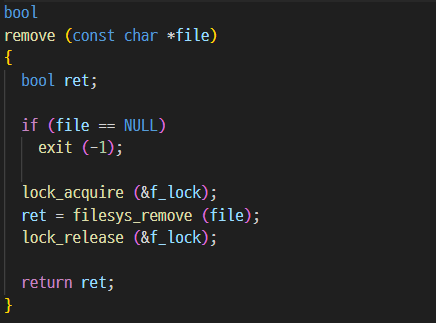 bool
remove (const char *file)
{
  bool ret;

  if (file == NULL)
    exit (-1);

  lock_acquire (&f_lock);
  ret = filesys_remove (file);
  lock_release (&f_lock);

  return ret;
}